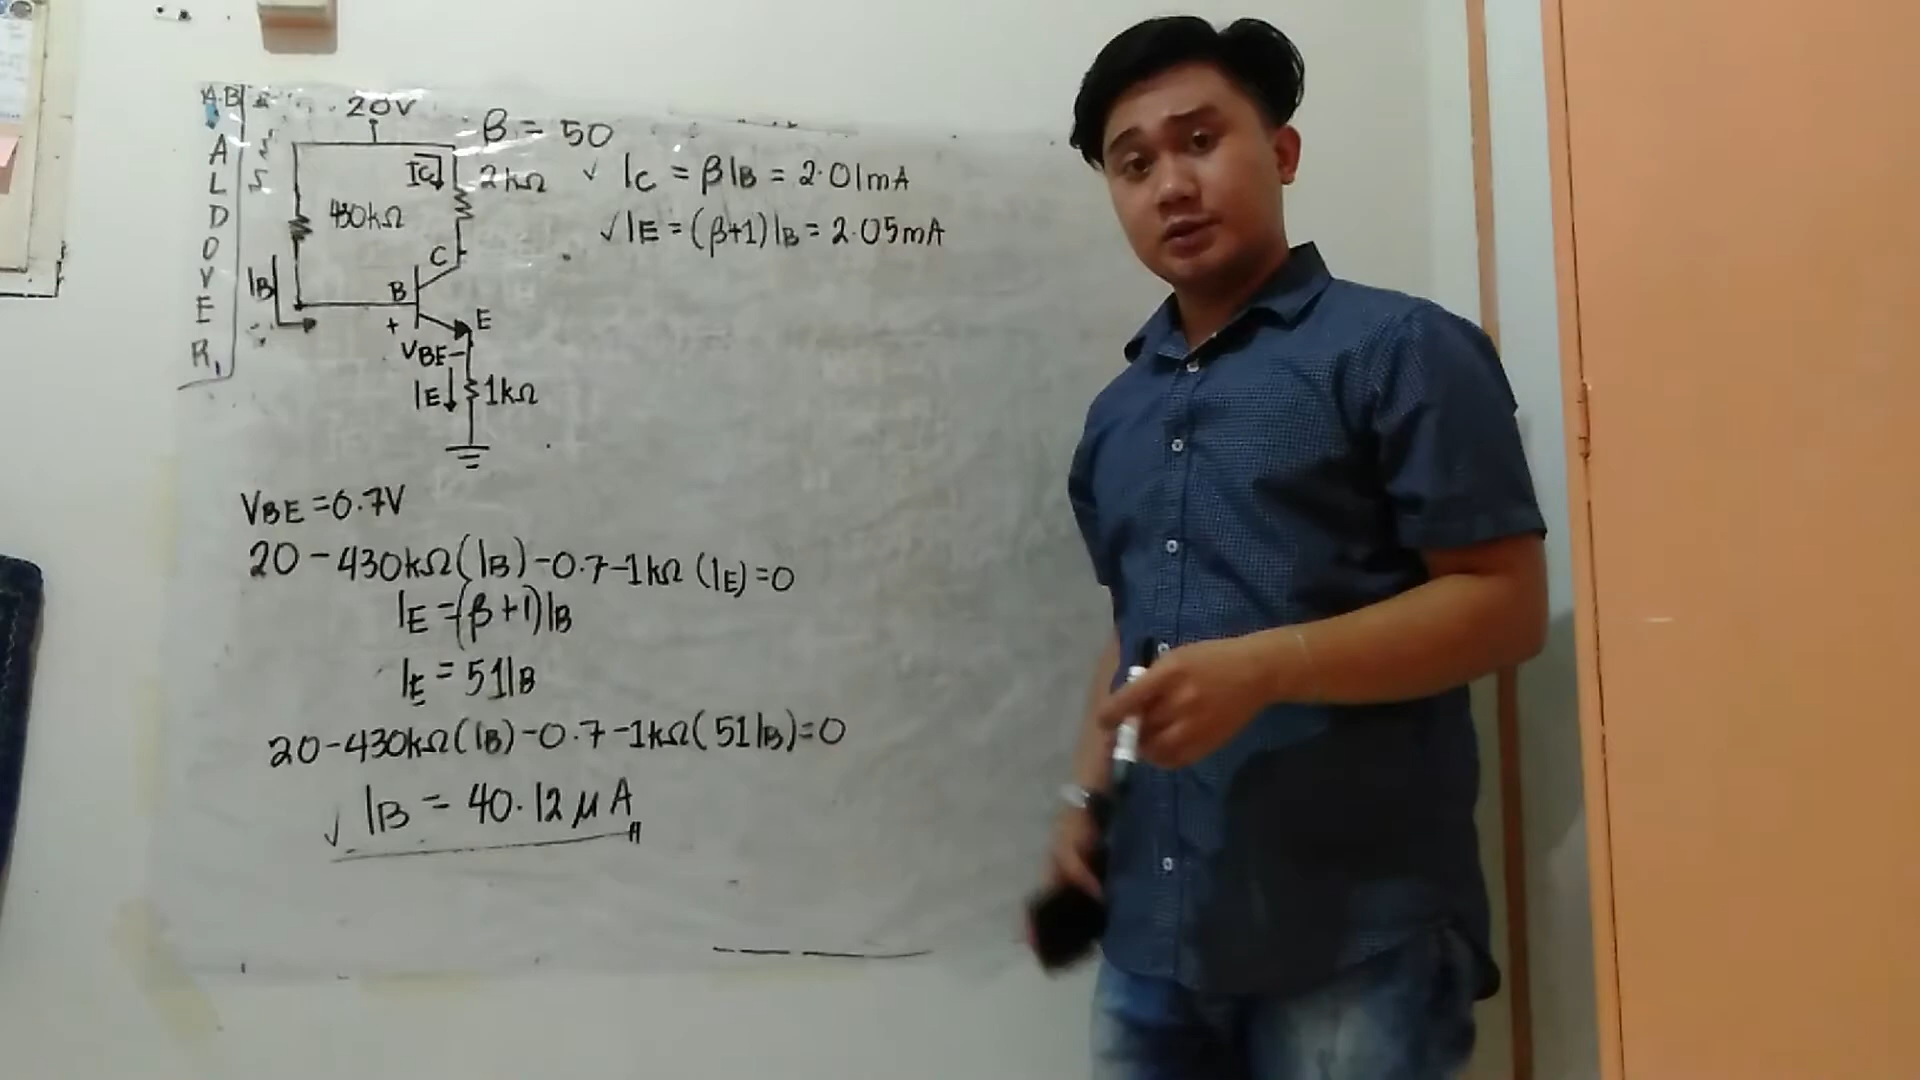 A.B
ALDOVER
20V
β = 50
IC
2kΩ
✓ IC = βIB = 2.01mA
430kΩ
✓ IE = (β+1)IB = 2.05mA
C
IB
B
+
E
VBE-
IE
1kΩ
VBE = 0.7V
20 - 430kΩ(IB) - 0.7 - 1kΩ (IE) = 0
IE = (β+1)IB
IE = 51IB
20 - 430kΩ(IB) - 0.7 - 1kΩ(51IB) = 0
✓ IB = 40.12 μA